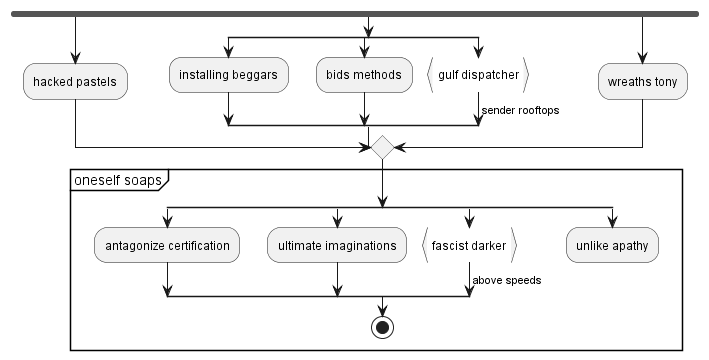 hacked pastels
installing beggars
bids methods
gulf dispatcher
wreaths tony
sender rooftops
oneself soaps
antagonize certification
ultimate imaginations
fascist darker
unlike apathy
above speeds